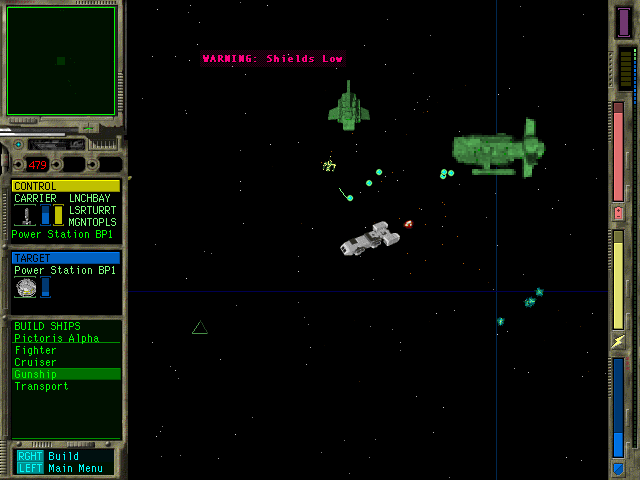 WARNING: Shields Low
479
CONTROL
CARRIER LNCHBAY
LSRTURRT
MGNTOPLS
Power Station BP1
TARGET
Power Station BP1
BUILD SHIPS
Pictoris Alpha
Fighter
Cruiser
Gunship
Transport
RGHT Build
LEFT Main Menu